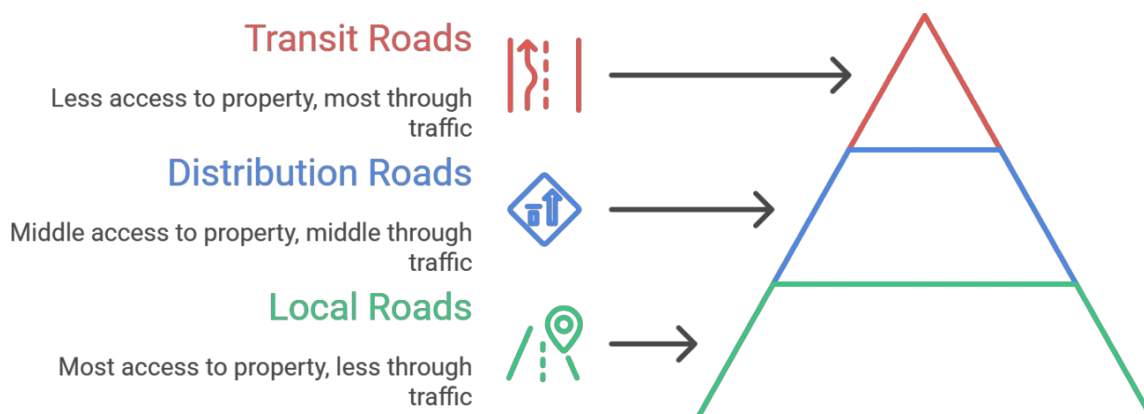 Transit Roads
Less access to property, most through
traffic
Distribution Roads
Middle access to property, middle through
traffic
Local Roads
Most access to property, less through
traffic